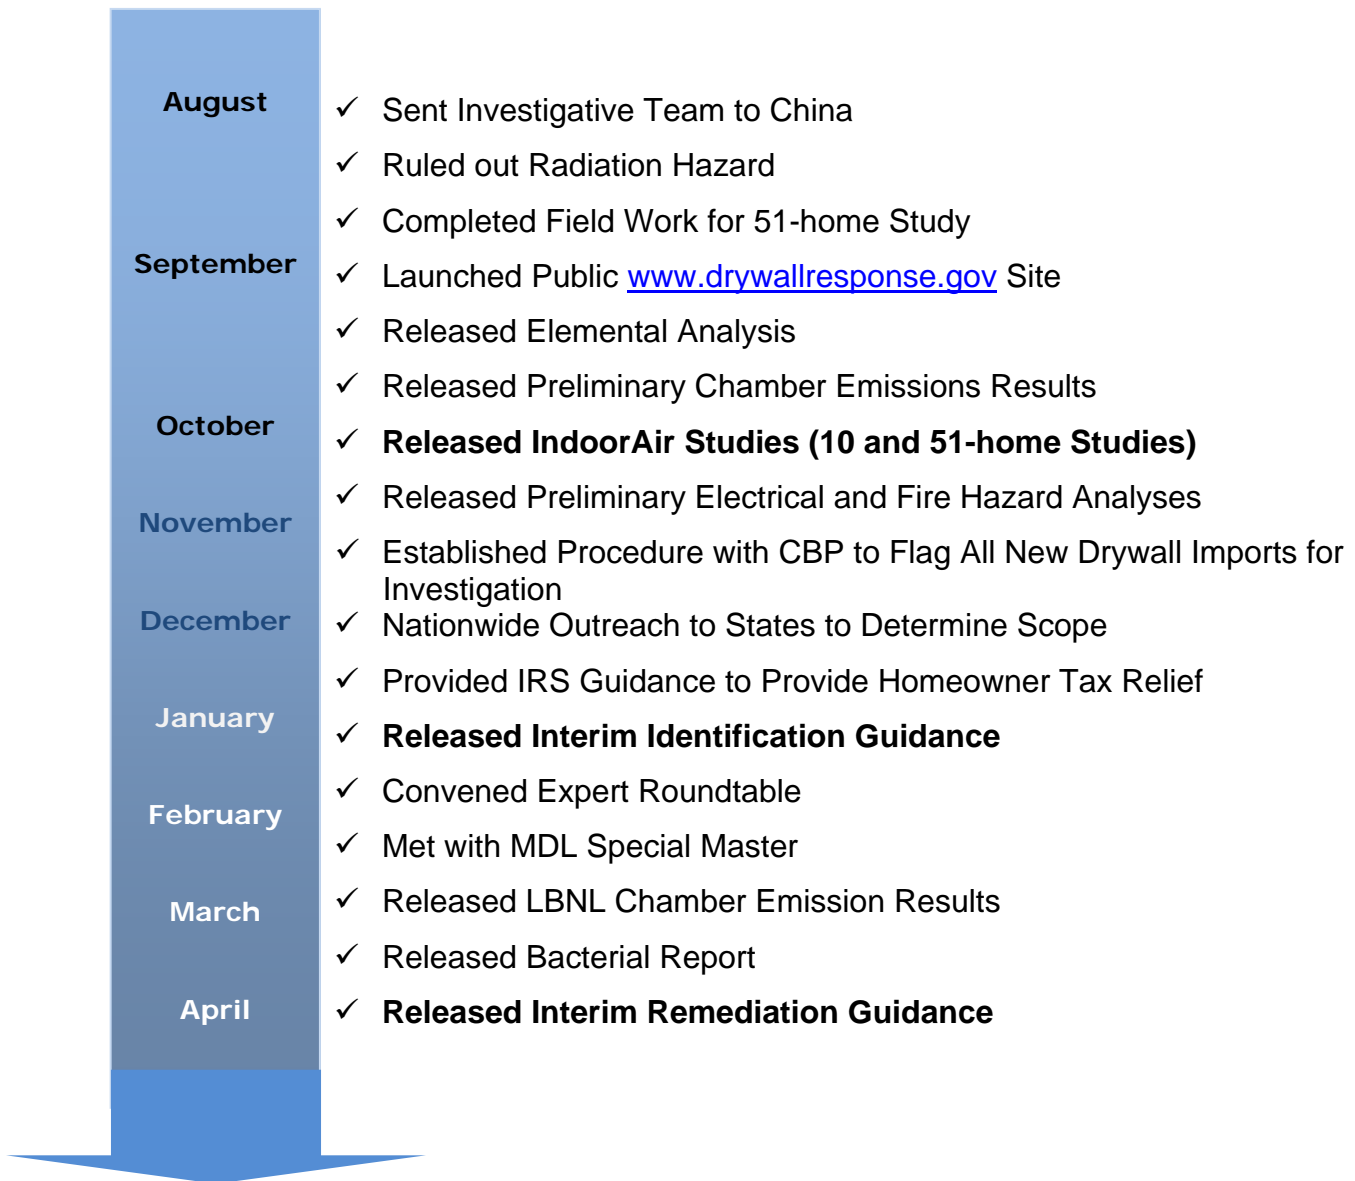 August
✓ Sent Investigative Team to China
✓ Ruled out Radiation Hazard
✓ Completed Field Work for 51-home Study
September
✓ Launched Public www.drywallresponse.gov Site
✓ Released Elemental Analysis
✓ Released Preliminary Chamber Emissions Results
October
✓ Released IndoorAir Studies (10 and 51-home Studies)
✓ Released Preliminary Electrical and Fire Hazard Analyses
November
✓ Established Procedure with CBP to Flag All New Drywall Imports for
Investigation
December
✓ Nationwide Outreach to States to Determine Scope
✓ Provided IRS Guidance to Provide Homeowner Tax Relief
January
✓ Released Interim Identification Guidance
✓ Convened Expert Roundtable
February
✓ Met with MDL Special Master
✓ Released LBNL Chamber Emission Results
March
✓ Released Bacterial Report
April
✓ Released Interim Remediation Guidance